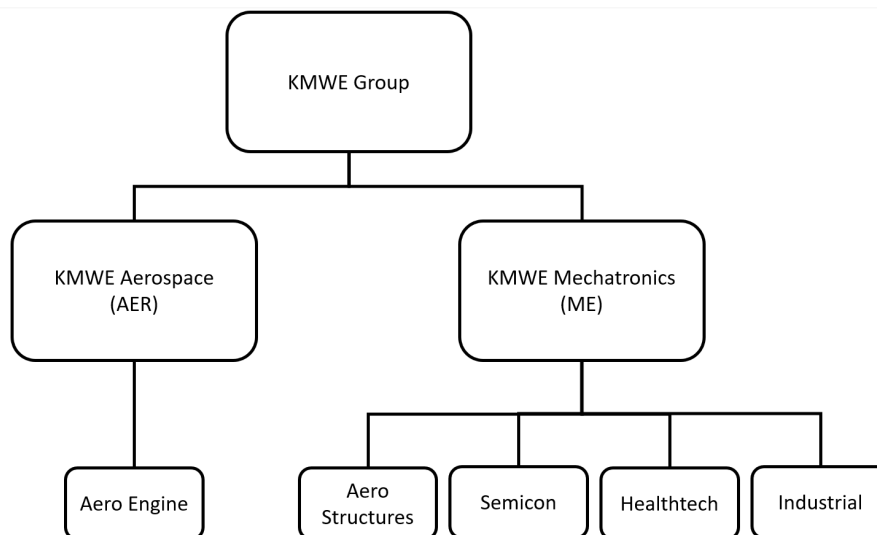 KMWE Group
KMWE Aerospace
(AER)
KMWE Mechatronics
(ME)
Aero Engine
Aero
Structures
Semicon
Healthtech
Industrial